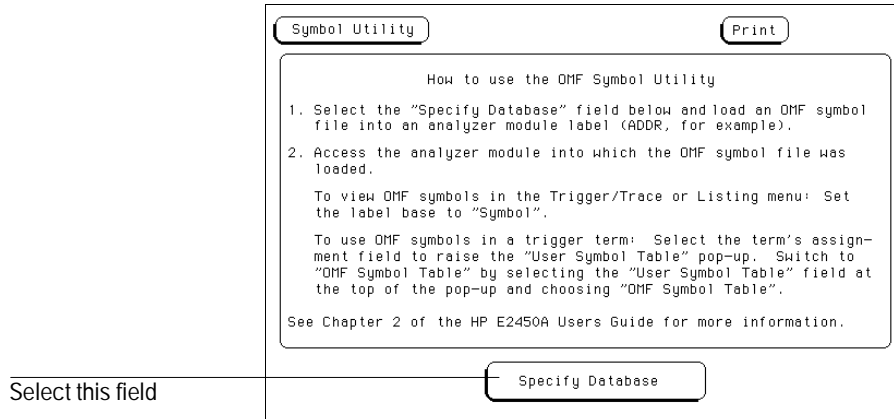 Symbol Utility
Print
How to use the OMF Symbol Utility
1. Select the "Specify Database" field below and load an OMF symbol
file into an analyzer module label (ADDR, for example).
2. Access the analyzer module into which the OMF symbol file was
loaded.
To view OMF symbols in the Trigger/Trace or Listing menu: Set
the label base to "Symbol".
To use OMF symbols in a trigger term: Select the term's assign-
ment field to raise the "User Symbol Table" pop-up. Switch to
"OMF Symbol Table" by selecting the "User Symbol Table" field at
the top of the pop-up and choosing "OMF Symbol Table".
See Chapter 2 of the HP E2450A Users Guide for more information.
Specify Database
Select this field